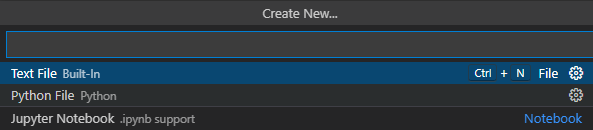 Create New...
Text File Built-In Ctrl + N File
Python File Python
Jupyter Notebook .ipynb support Notebook